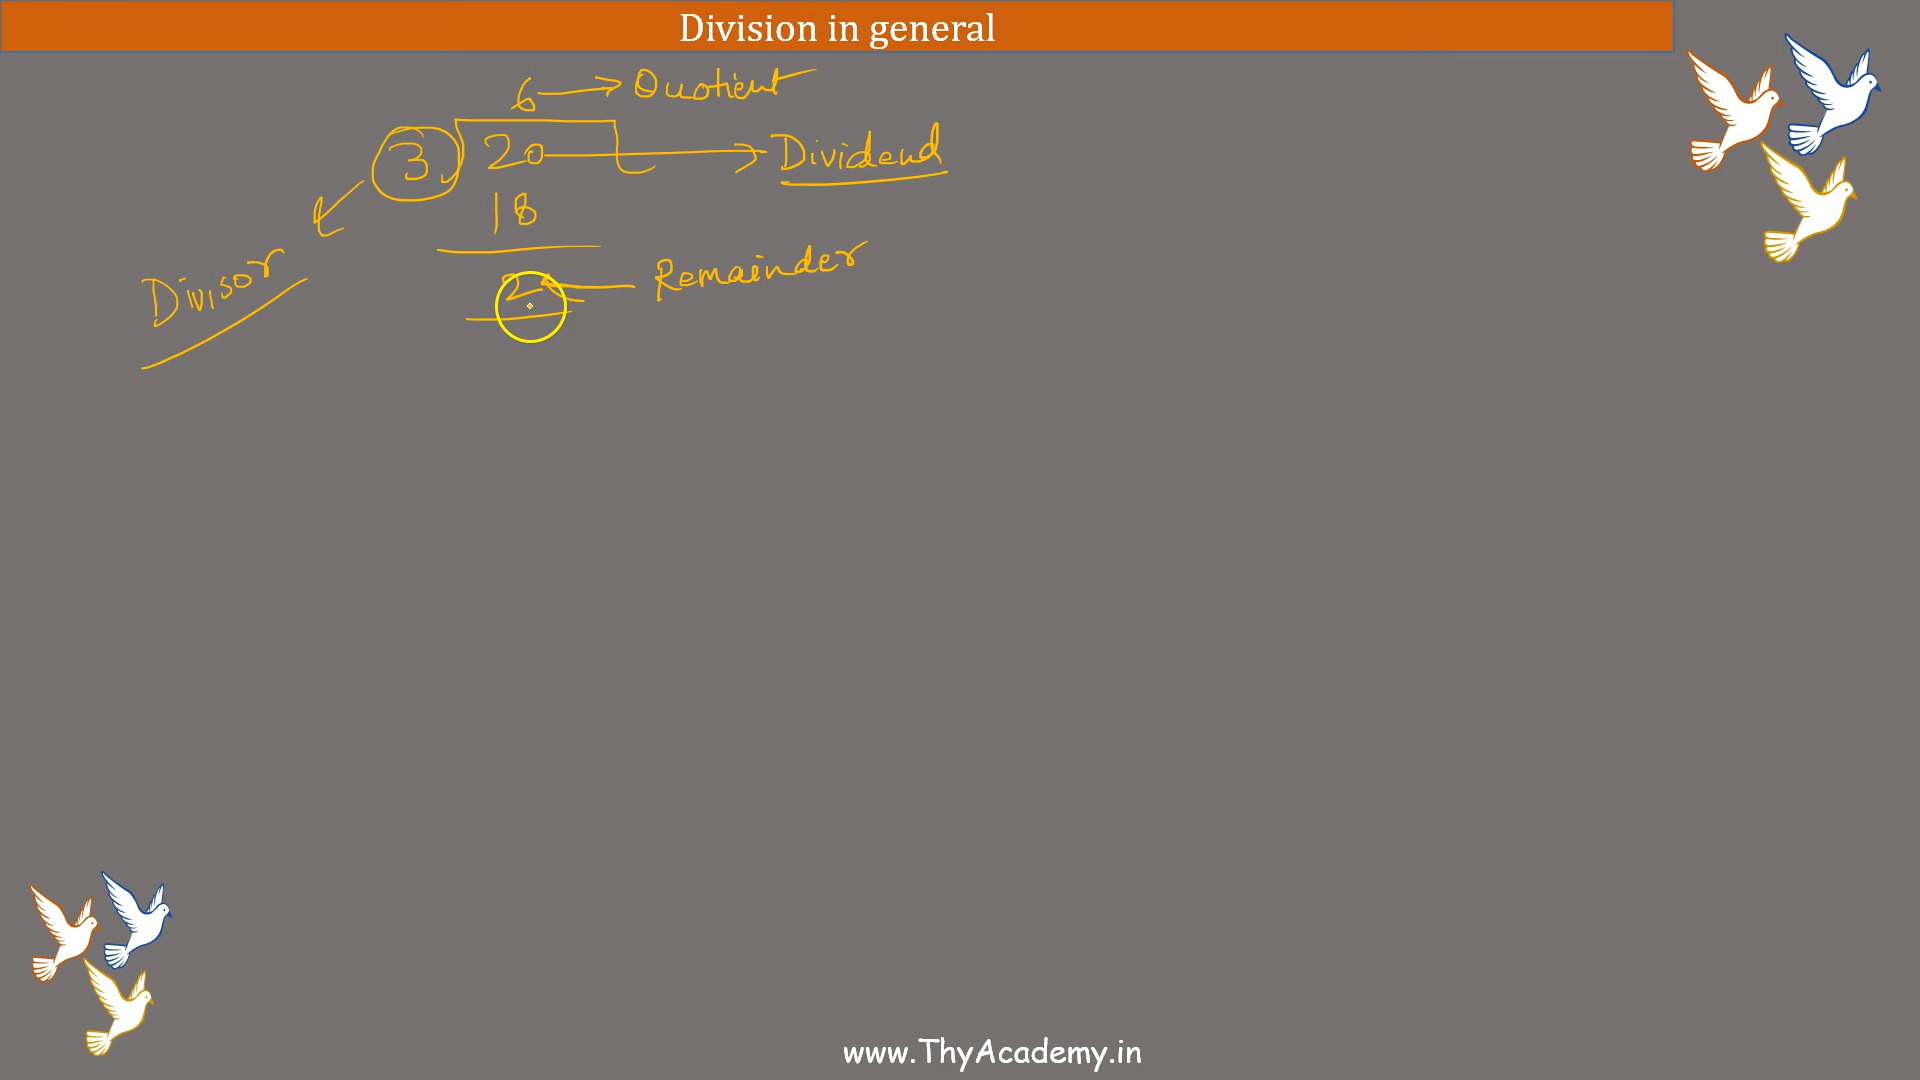 Division in general
6 → Quotient
3 20 → Dividend
18
2 ← Remainder
Divisor
www.ThyAcademy.in